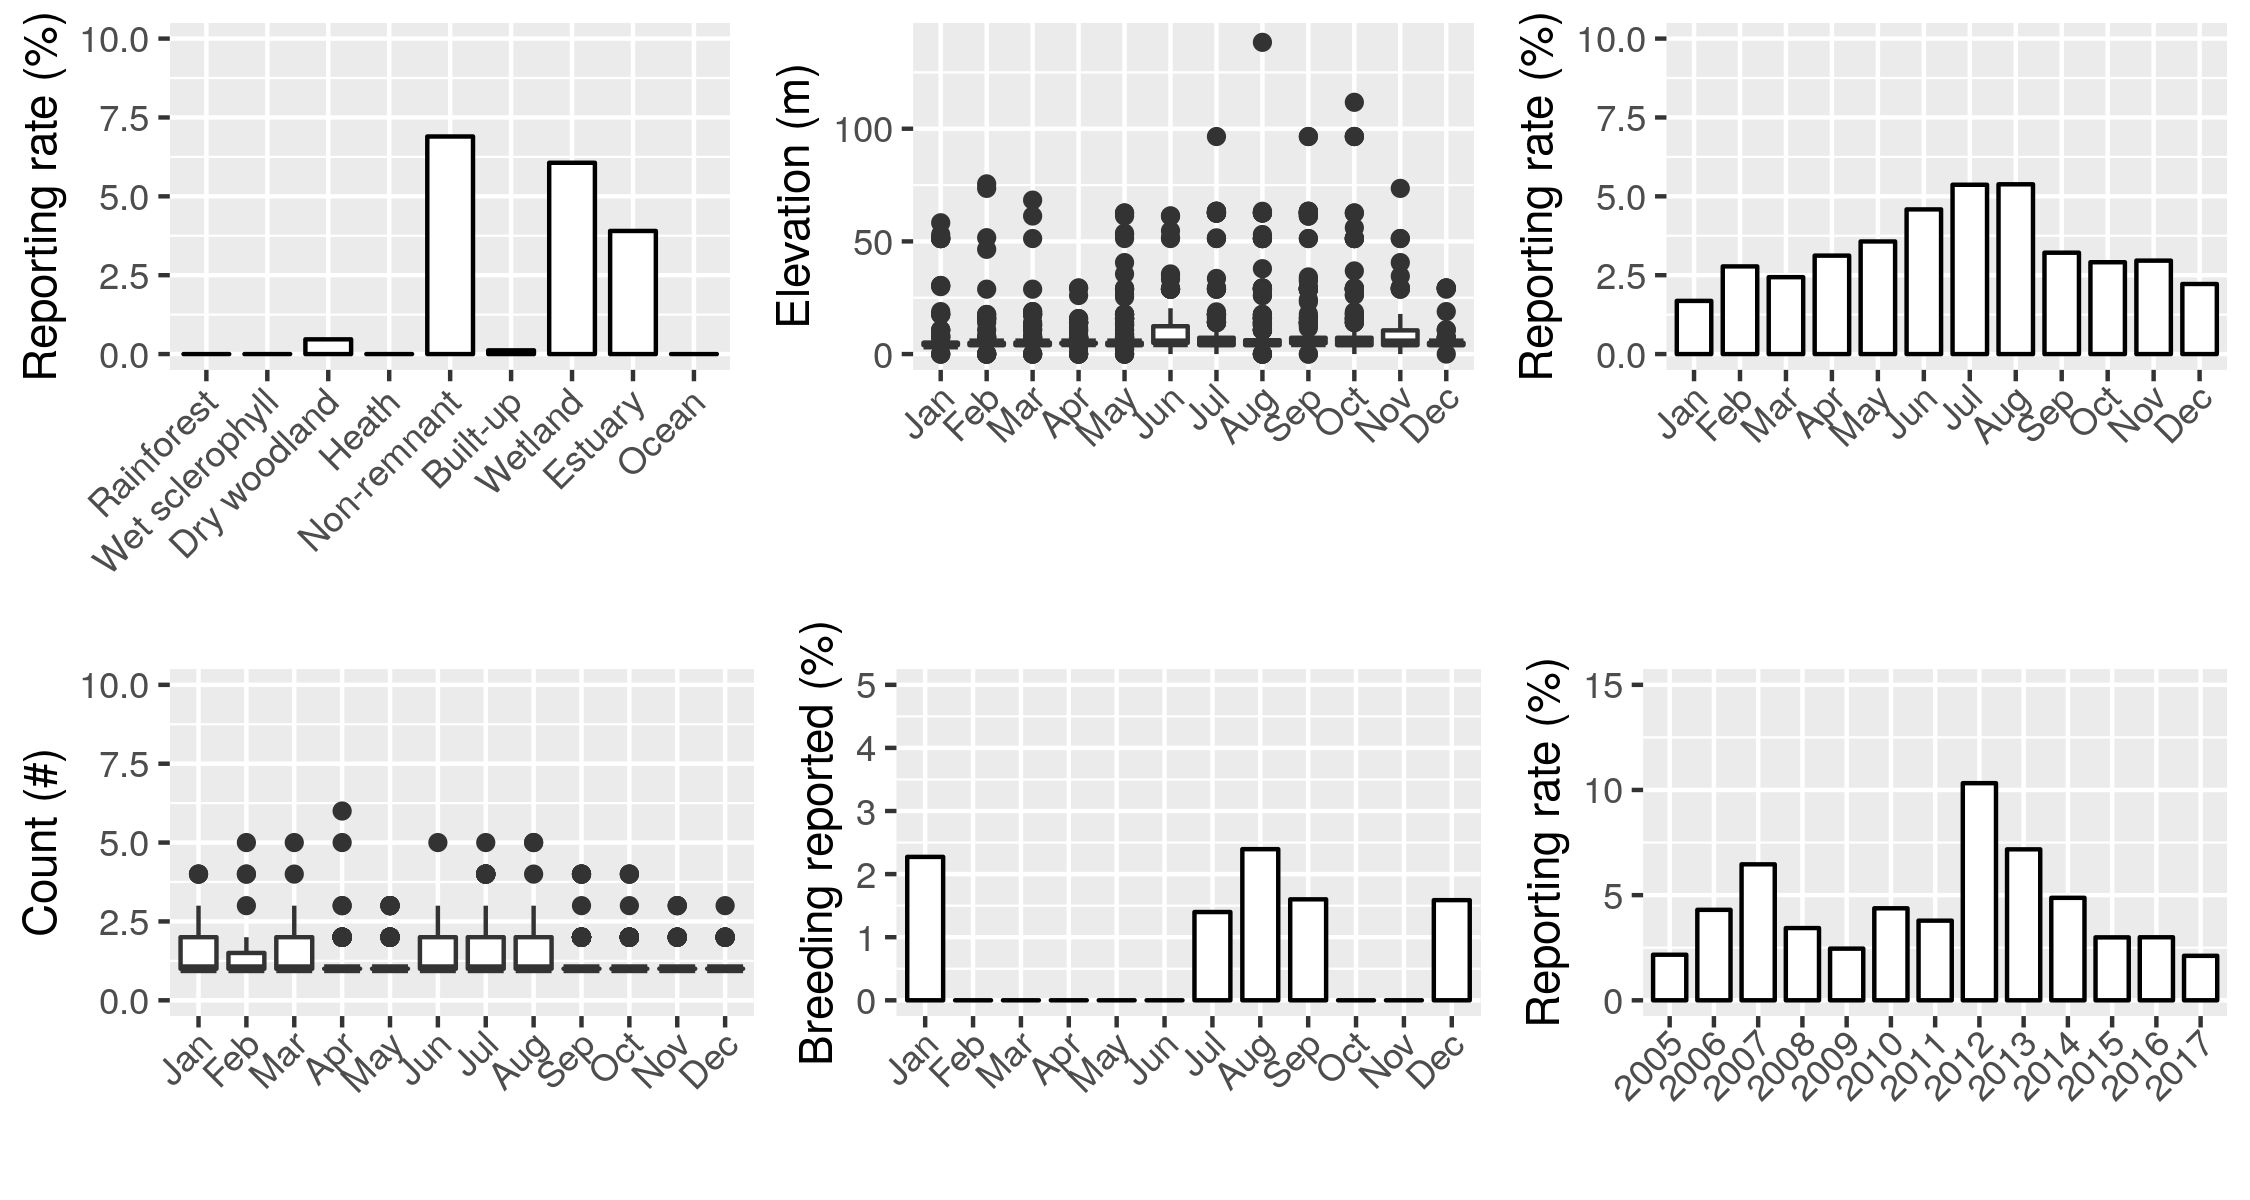 Reporting rate (%)
10.0
7.5
5.0
2.5
0.0
Rainforest
Wet sclerophyll
Dry woodland
Heath
Non-remnant
Built-up
Wetland
Estuary
Ocean
Elevation (m)
100
50
0
Jan
Feb
Mar
Apr
May
Jun
Jul
Aug
Sep
Oct
Nov
Dec
Reporting rate (%)
10.0
7.5
5.0
2.5
0.0
Jan
Feb
Mar
Apr
May
Jun
Jul
Aug
Sep
Oct
Nov
Dec
Count (#)
10.0
7.5
5.0
2.5
0.0
Jan
Feb
Mar
Apr
May
Jun
Jul
Aug
Sep
Oct
Nov
Dec
Breeding reported (%)
5
4
3
2
1
0
Jan
Feb
Mar
Apr
May
Jun
Jul
Aug
Sep
Oct
Nov
Dec
Reporting rate (%)
15
10
5
0
2005
2006
2007
2008
2009
2010
2011
2012
2013
2014
2015
2016
2017